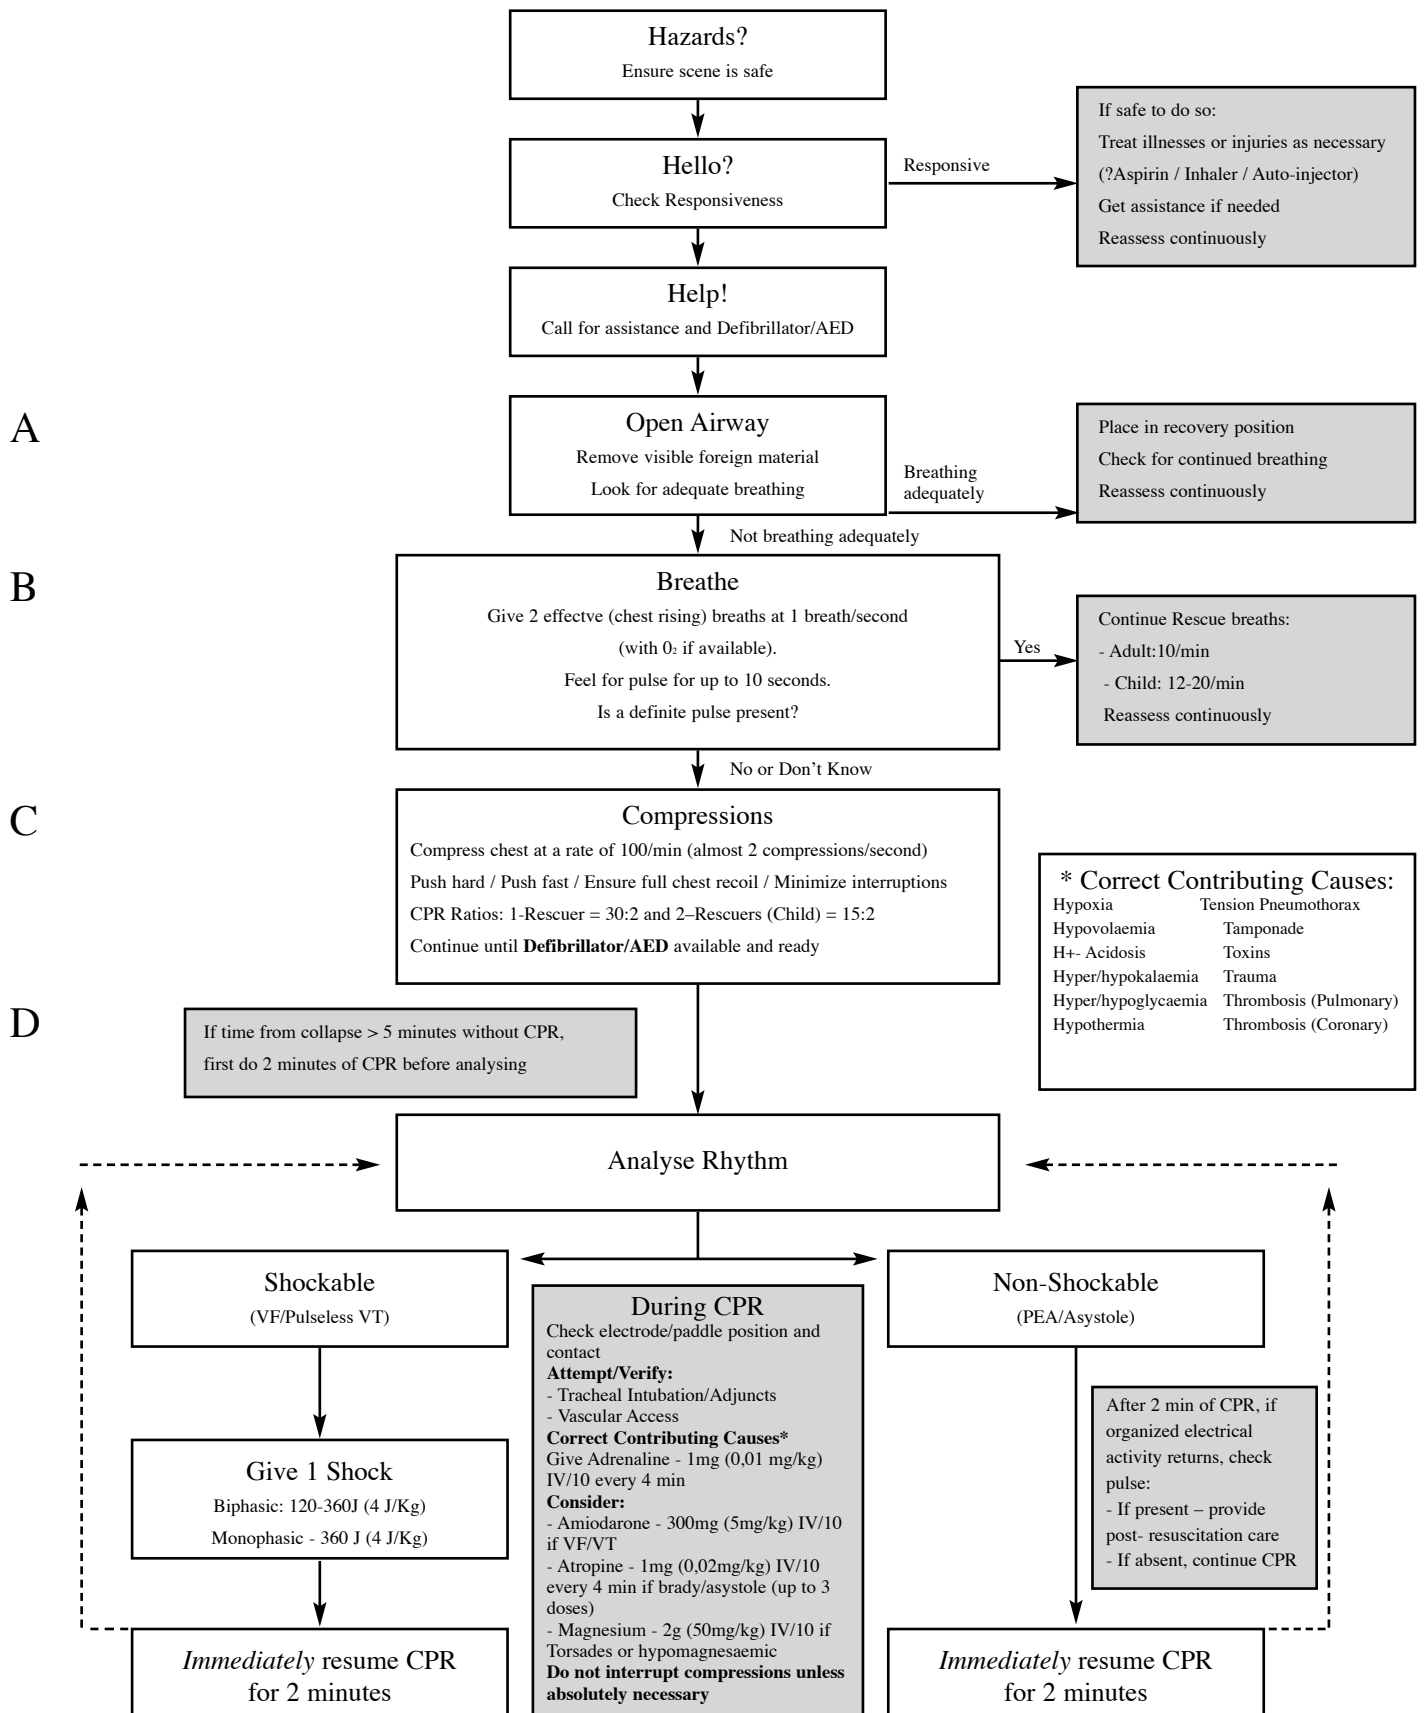 Hazards?
Ensure scene is safe
Hello?
Check Responsiveness
Responsive
If safe to do so:
Treat illnesses or injuries as necessary
(?Aspirin / Inhaler / Auto-injector)
Get assistance if needed
Reassess continuously
Help!
Call for assistance and Defibrillator/AED
A
Open Airway
Remove visible foreign material
Look for adequate breathing
Breathing
adequately
Place in recovery position
Check for continued breathing
Reassess continuously
Not breathing adequately
B
Breathe
Give 2 effectve (chest rising) breaths at 1 breath/second
(with 0₂ if available).
Feel for pulse for up to 10 seconds.
Is a definite pulse present?
Yes
Continue Rescue breaths:
- Adult:10/min
- Child: 12-20/min
Reassess continuously
No or Don't Know
C
Compressions
Compress chest at a rate of 100/min (almost 2 compressions/second)
Push hard / Push fast / Ensure full chest recoil / Minimize interruptions
CPR Ratios: 1-Rescuer = 30:2 and 2–Rescuers (Child) = 15:2
Continue until Defibrillator/AED available and ready
* Correct Contributing Causes:
Hypoxia Tension Pneumothorax
Hypovolaemia Tamponade
H+- Acidosis Toxins
Hyper/hypokalaemia Trauma
Hyper/hypoglycaemia Thrombosis (Pulmonary)
Hypothermia Thrombosis (Coronary)
D
If time from collapse > 5 minutes without CPR,
first do 2 minutes of CPR before analysing
Analyse Rhythm
Shockable
(VF/Pulseless VT)
Give 1 Shock
Biphasic: 120-360J (4 J/Kg)
Monophasic - 360 J (4 J/Kg)
Immediately resume CPR
for 2 minutes
During CPR
Check electrode/paddle position and
contact
Attempt/Verify:
- Tracheal Intubation/Adjuncts
- Vascular Access
Correct Contributing Causes*
Give Adrenaline - 1mg (0,01 mg/kg)
IV/10 every 4 min
Consider:
- Amiodarone - 300mg (5mg/kg) IV/10
if VF/VT
- Atropine - 1mg (0,02mg/kg) IV/10
every 4 min if brady/asystole (up to 3
doses)
- Magnesium - 2g (50mg/kg) IV/10 if
Torsades or hypomagnesaemic
Do not interrupt compressions unless
absolutely necessary
Non-Shockable
(PEA/Asystole)
After 2 min of CPR, if
organized electrical
activity returns, check
pulse:
- If present – provide
post- resuscitation care
- If absent, continue CPR
Immediately resume CPR
for 2 minutes